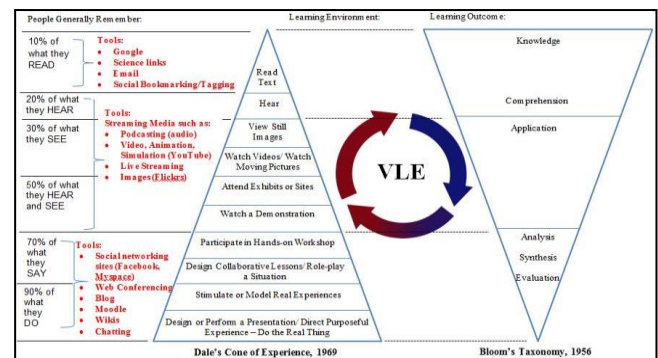 People Generally Remember:
Learning Environment:
Learning Outcome:
10% of
what they
READ
Tools:
Google
Science links
Email
Social Bookmarking/Tagging
20% of what
they HEAR
30% of what
they SEE
50% of what
they HEAR
and SEE
Tools:
Streaming Media such as:
Podcasting (audio)
Video, Animation,
Simulation (YouTube)
Live Streaming
Images (Flickrs)
70% of
what
they
SAY
90% of
what
they
DO
Tools:
Social networking
sites (Facebook,
Myspace)
Web Conferencing
Blog
Moodle
Wikis
Chatting
Read
Text
Hear
View Still
Images
Watch Videos/ Watch
Moving Pictures
Attend Exhibits or Sites
Watch a Demonstration
Participate in Hands-on Workshop
Design Collaborative Lessons/ Role-play
a Situation
Stimulate or Model Real Experiences
Design or Perform a Presentation/ Direct Purposeful
Experience – Do the Real Thing
VLE
Knowledge
Comprehension
Application
Analysis
Synthesis
Evaluation
Dale's Cone of Experience, 1969
Bloom's Taxonomy, 1956